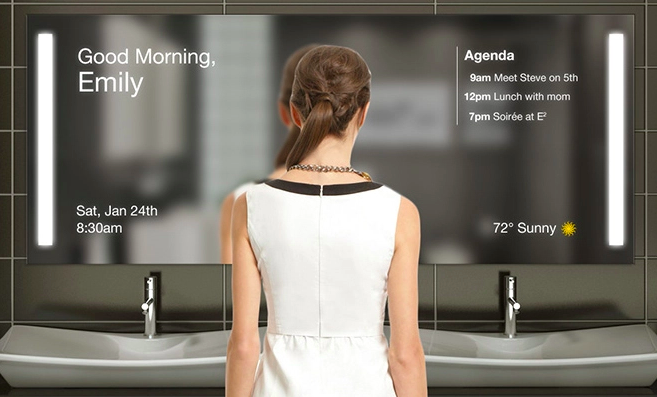 Good Morning,
Emily
Agenda
9am Meet Steve on 5th
12pm Lunch with mom
7pm Soirée at E²
Sat, Jan 24th
8:30am
72° Sunny